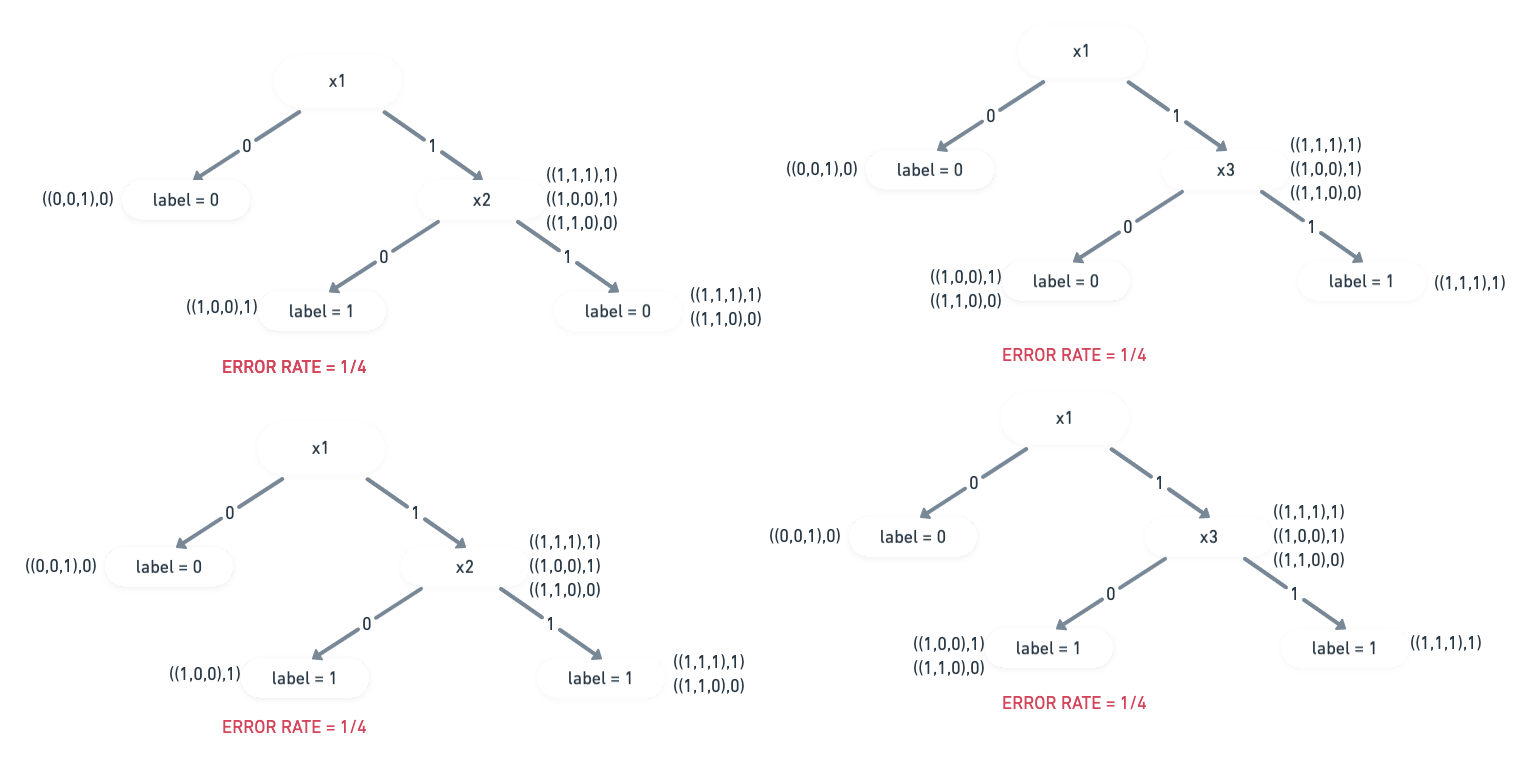 x1
0
1
((0,0,1),0)
label = 0
x2
((1,1,1),1)
((1,0,0),1)
((1,1,0),0)
0
1
((1,0,0),1)
label = 1
label = 0
((1,1,1),1)
((1,1,0),0)
ERROR RATE = 1/4
x1
0
1
((0,0,1),0)
label = 0
x3
((1,1,1),1)
((1,0,0),1)
((1,1,0),0)
0
1
((1,0,0),1)
((1,1,0),0)
label = 0
label = 1
((1,1,1),1)
ERROR RATE = 1/4
x1
0
1
((0,0,1),0)
label = 0
x2
((1,1,1),1)
((1,0,0),1)
((1,1,0),0)
0
1
((1,0,0),1)
label = 1
label = 1
((1,1,1),1)
((1,1,0),0)
ERROR RATE = 1/4
x1
0
1
((0,0,1),0)
label = 0
x3
((1,1,1),1)
((1,0,0),1)
((1,1,0),0)
0
1
((1,0,0),1)
((1,1,0),0)
label = 1
label = 1
((1,1,1),1)
ERROR RATE = 1/4